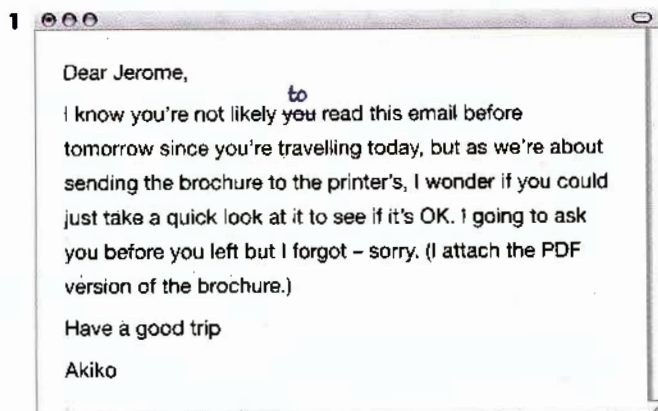 1
Dear Jerome,
to
I know you're not likely you read this email before
tomorrow since you're travelling today, but as we're about
sending the brochure to the printer's, I wonder if you could
just take a quick look at it to see if it's OK. I going to ask
you before you left but I forgot – sorry. (I attach the PDF
version of the brochure.)
Have a good trip
Akiko